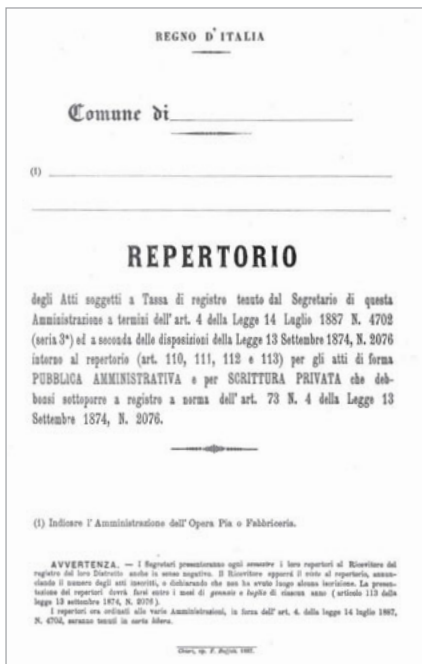 REGNO D'ITALIA
Comune di
(1)
REPERTORIO
degli Atti soggetti a Tassa di registro tenuto dal Segretario di questa
Amministrazione a termini dell'art. 4 della Legge 14 Luglio 1887 N. 4702
(seria 3ª) ed a seconda delle disposizioni della Legge 13 Settembre 1874, N. 2076
intorno al repertorio (art. 110, 111, 112 e 113) per gli atti di forma
PUBBLICA AMMINISTRATIVA e per SCRITTURA PRIVATA che deb-
bonsi sottoporre a registro a norma dell'art. 73 N. 4 della Legge 13
Settembre 1874, N. 2076.
(1) Indicare l'Amministrazione dell'Opera Pia o Fabbriceria.
AVVERTENZA. — I Segretari presenteranno ogni semestre i loro repertori al Ricevitore del
registro del loro Distretto anche in senso negativo. Il Ricevitore apporrà il visto al repertorio, annun-
ciando il numero degli atti inscritti, o dichiarando che non ha avuto luogo alcuna iscrizione. La presen-
tazione dei repertori dovrà farsi entro i mesi di gennaio e luglio di ciascun anno (articolo 113 della
legge 13 settembre 1874, N. 2076).
I repertori ora ordinati alle varie Amministrazioni, in forza dell'art. 4. della legge 14 luglio 1887,
N. 4702, saranno tenuti in carta libera.
Chiari, tip.